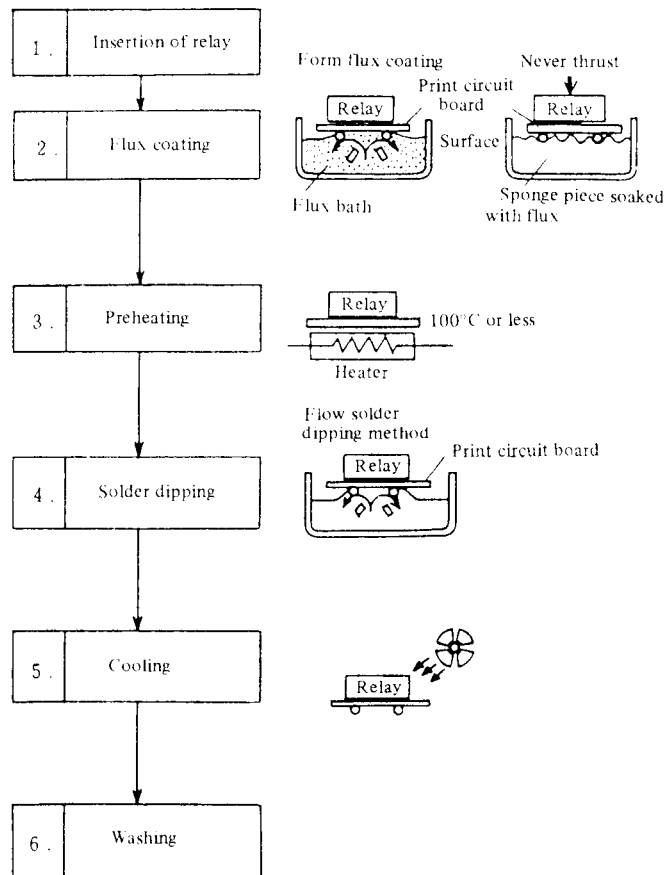 1. Insertion of relay
2. Flux coating
Form flux coating
Relay
Print circuit
board
Flux bath
Never thrust
Relay
Surface
Sponge piece soaked
with flux
3. Preheating
Relay
100°C or less
Heater
4. Solder dipping
Flow solder
dipping method
Relay
Print circuit board
5. Cooling
Relay
6. Washing